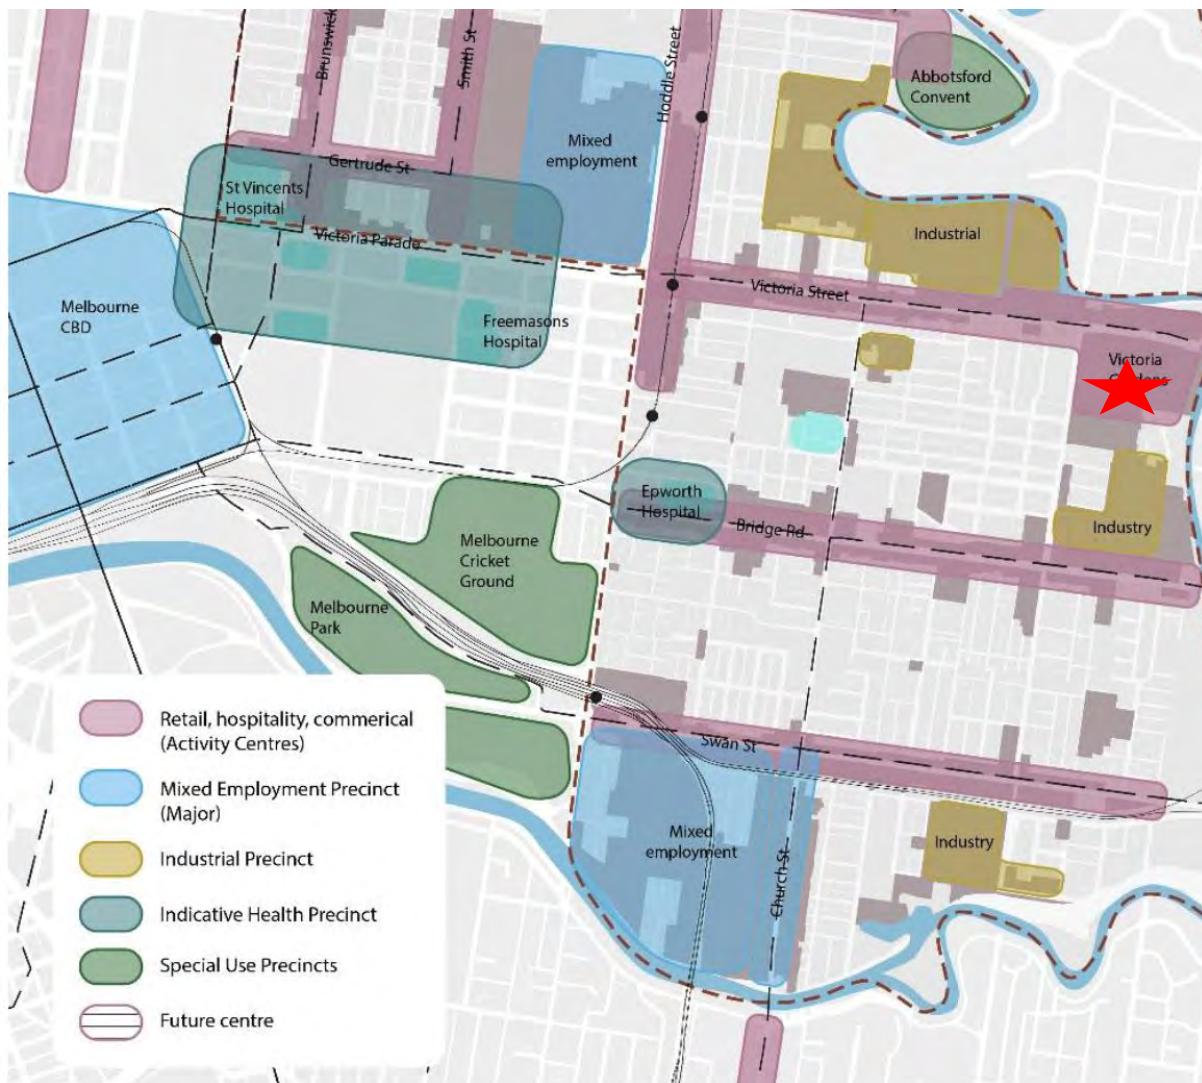 Brunswick
Smith St
Hoddle Street
Abbotsford
Convent
Mixed
employment
Gertrude St
St Vincents
Hospital
Victoria Parade
Industrial
Victoria Street
Melbourne
CBD
Freemasons
Hospital
Victoria
Epworth
Hospital
Bridge Rd
Industry
Melbourne
Cricket
Ground
Melbourne
Park
Swan St
Mixed
employment
Church St
Industry
Retail, hospitality, commerical
(Activity Centres)
Mixed Employment Precinct
(Major)
Industrial Precinct
Indicative Health Precinct
Special Use Precincts
Future centre